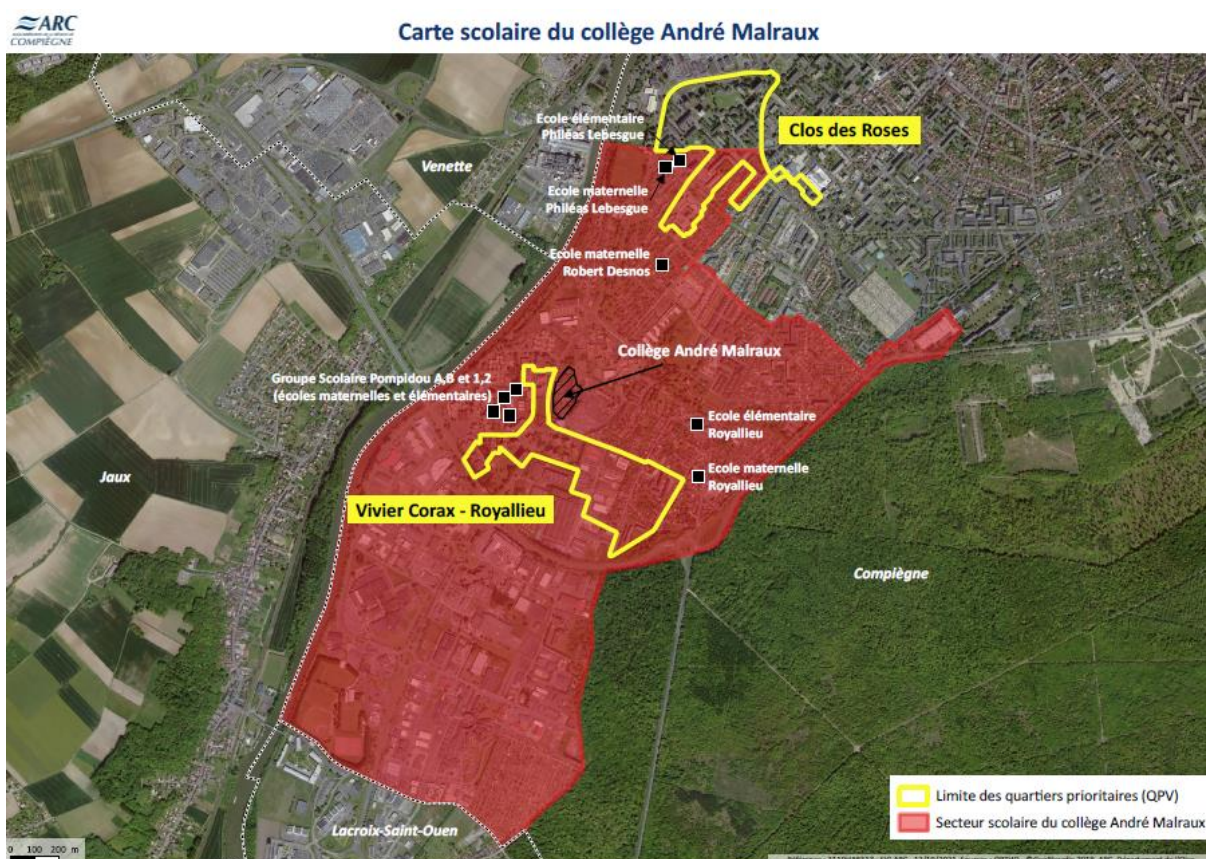 ARC
COMPIÈGNE
Carte scolaire du collège André Malraux
Ecole élémentaire
Philéas Lebesgue
Clos des Roses
Venette
Ecole maternelle
Philéas Lebesgue
Ecole maternelle
Robert Desnos
Collège André Malraux
Groupe Scolaire Pompidou A,B et 1,2
(écoles maternelles et élémentaires)
Ecole élémentaire
Royallieu
Jaux
Ecole maternelle
Royallieu
Vivier Corax - Royallieu
Compiègne
Limite des quartiers prioritaires (QPV)
Secteur scolaire du collège André Malraux
Lacroix-Saint-Ouen
0 100 200 m